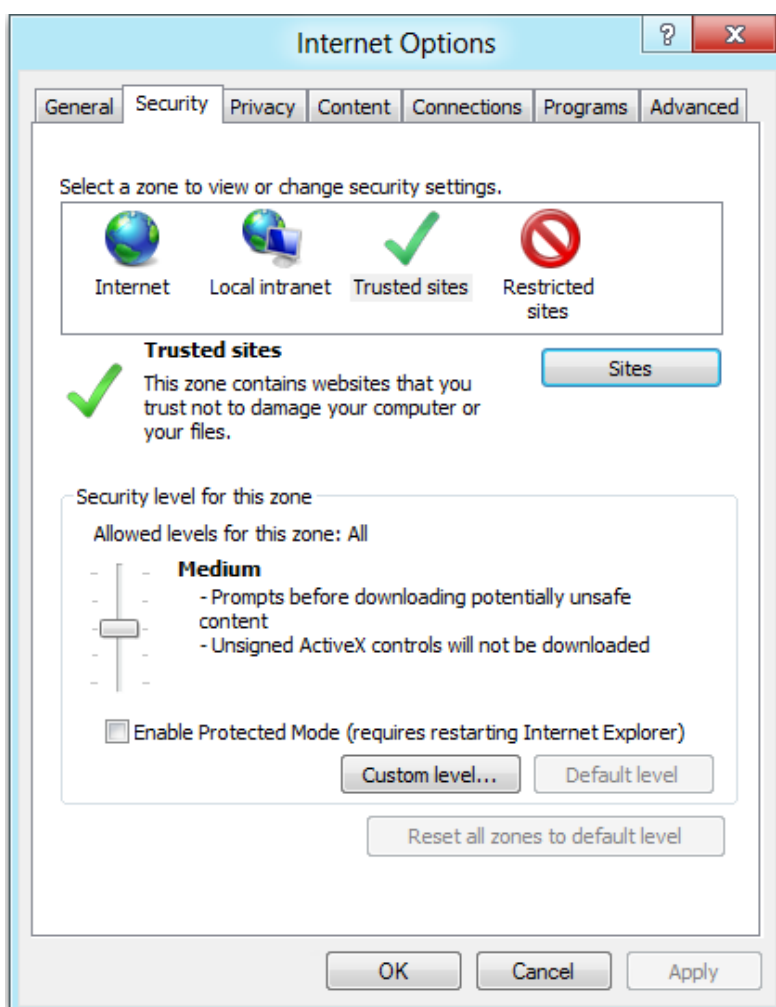 Internet Options
?
x
General Security Privacy Content Connections Programs Advanced
Select a zone to view or change security settings.
Internet Local intranet Trusted sites Restricted
sites
Trusted sites
Sites
This zone contains websites that you
trust not to damage your computer or
your files.
Security level for this zone
Allowed levels for this zone: All
Medium
- Prompts before downloading potentially unsafe
content
- Unsigned ActiveX controls will not be downloaded
Enable Protected Mode (requires restarting Internet Explorer)
Custom level... Default level
Reset all zones to default level
OK Cancel Apply